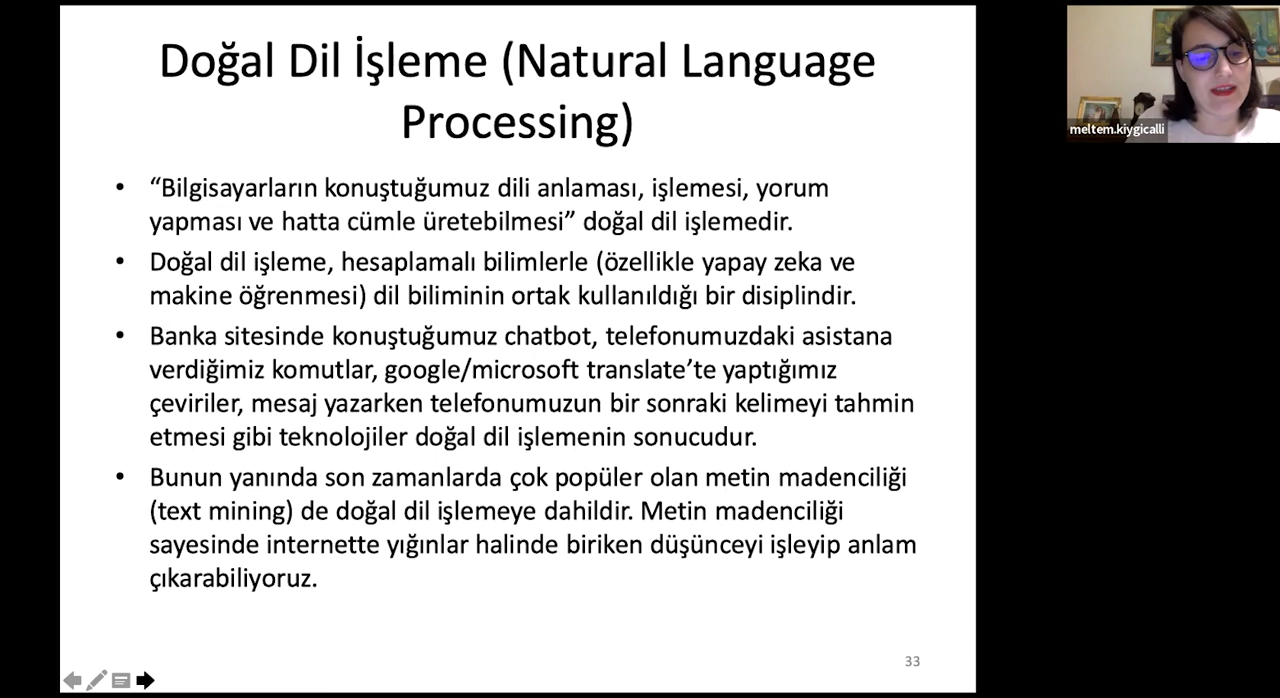 Doğal Dil İşleme (Natural Language
Processing)
• “Bilgisayarların konuştuğumuz dili anlaması, işlemesi, yorum
yapması ve hatta cümle üretebilmesi” doğal dil işlemedir.
• Doğal dil işleme, hesaplamalı bilimlerle (özellikle yapay zeka ve
makine öğrenmesi) dil biliminin ortak kullanıldığı bir disiplindir.
• Banka sitesinde konuştuğumuz chatbot, telefonumuzdaki asistana
verdiğimiz komutlar, google/microsoft translate’te yaptığımız
çeviriler, mesaj yazarken telefonumuzun bir sonraki kelimeyi tahmin
etmesi gibi teknolojiler doğal dil işlemenin sonucudur.
• Bunun yanında son zamanlarda çok popüler olan metin madenciliği
(text mining) de doğal dil işlemeye dahildir. Metin madenciliği
sayesinde internette yığınlar halinde biriken düşünceyi işleyip anlam
çıkarabiliyoruz.
33
meltem.kiygicalli